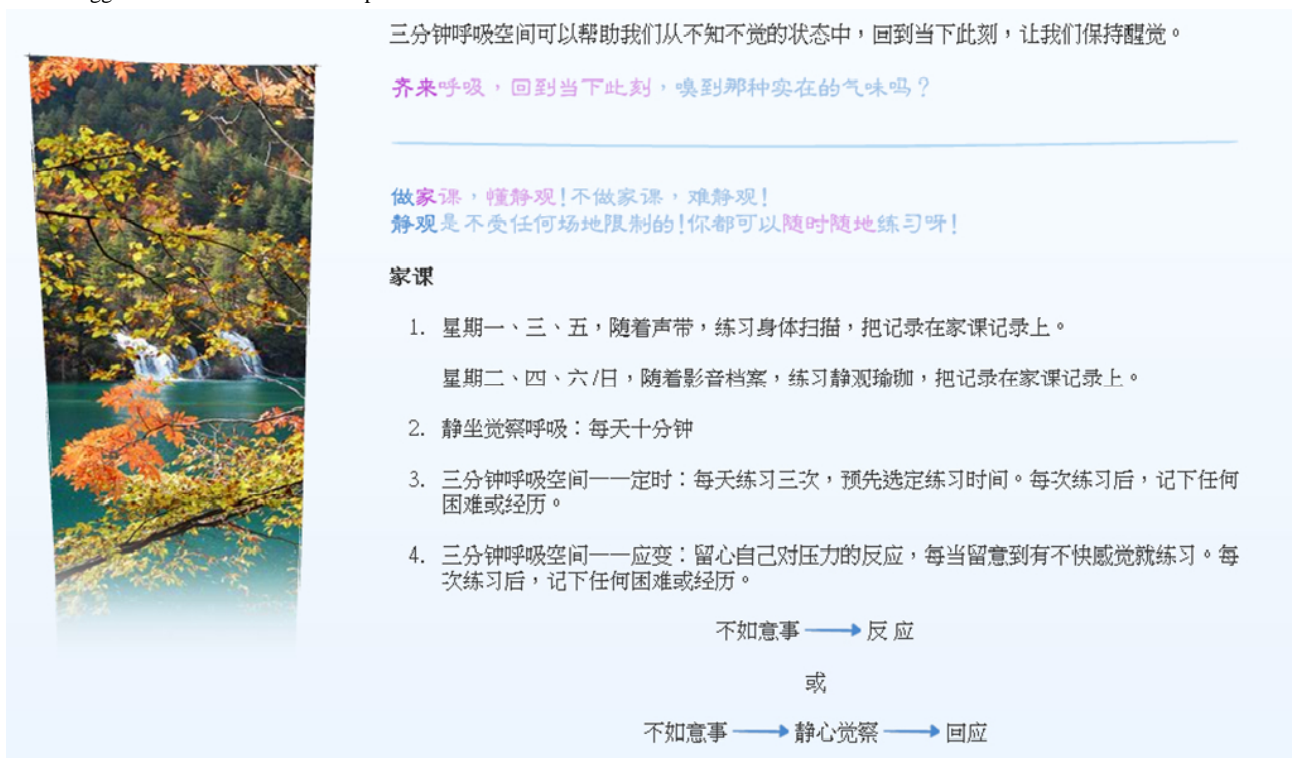 三分钟呼吸空间可以帮助我们从不知不觉的状态中，回到当下此刻，让我们保持醒觉。
齐来呼吸，回到当下此刻，嗅到那种实在的气味吗？
做家课，懂静观！不做家课，难静观！
静观是不受任何场地限制的！你都可以随时随地练习呀！
家课
1. 星期一、三、五，随着声带，练习身体扫描，把记录在家课记录上。
星期二、四、六/日，随着影音档案，练习静观瑜珈，把记录在家课记录上。
2. 静坐觉察呼吸：每天十分钟
3. 三分钟呼吸空间——定时：每天练习三次，预先选定练习时间。每次练习后，记下任何
困难或经历。
4. 三分钟呼吸空间——应变：留心自己对压力的反应，每当留意到有不快感觉就练习。每
次练习后，记下任何困难或经历。
不如意事 → 反 应
或
不如意事 → 静心觉察 → 回应